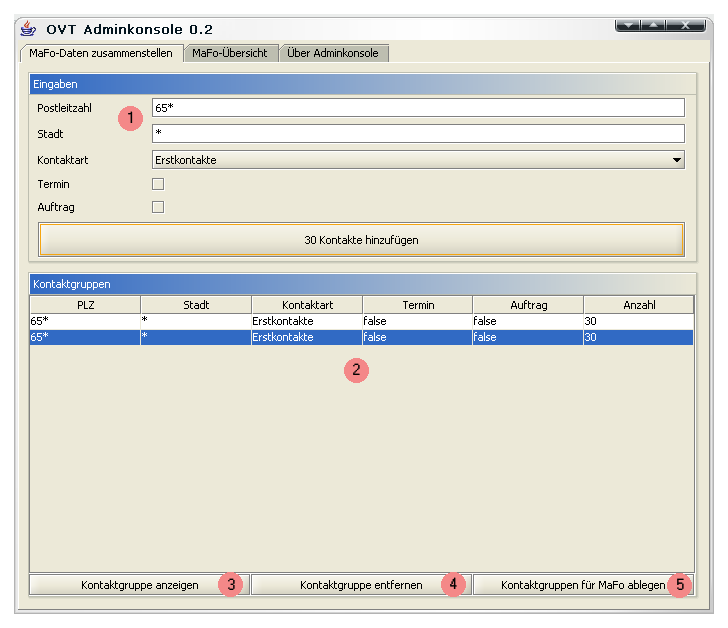 OVT Adminkonsole 0.2
MaFo-Daten zusammenstellen MaFo-Übersicht Über Adminkonsole
Eingaben
Postleitzahl 65*
1
Stadt *
Kontaktart Erstkontakte
Termin
Auftrag
30 Kontakte hinzufügen
Kontaktgruppen
PLZ Stadt Kontaktart Termin Auftrag Anzahl
65* * Erstkontakte false false 30
65* * Erstkontakte false false 30
2
Kontaktgruppe anzeigen 3 Kontaktgruppe entfernen 4 Kontaktgruppen für MaFo ablegen 5